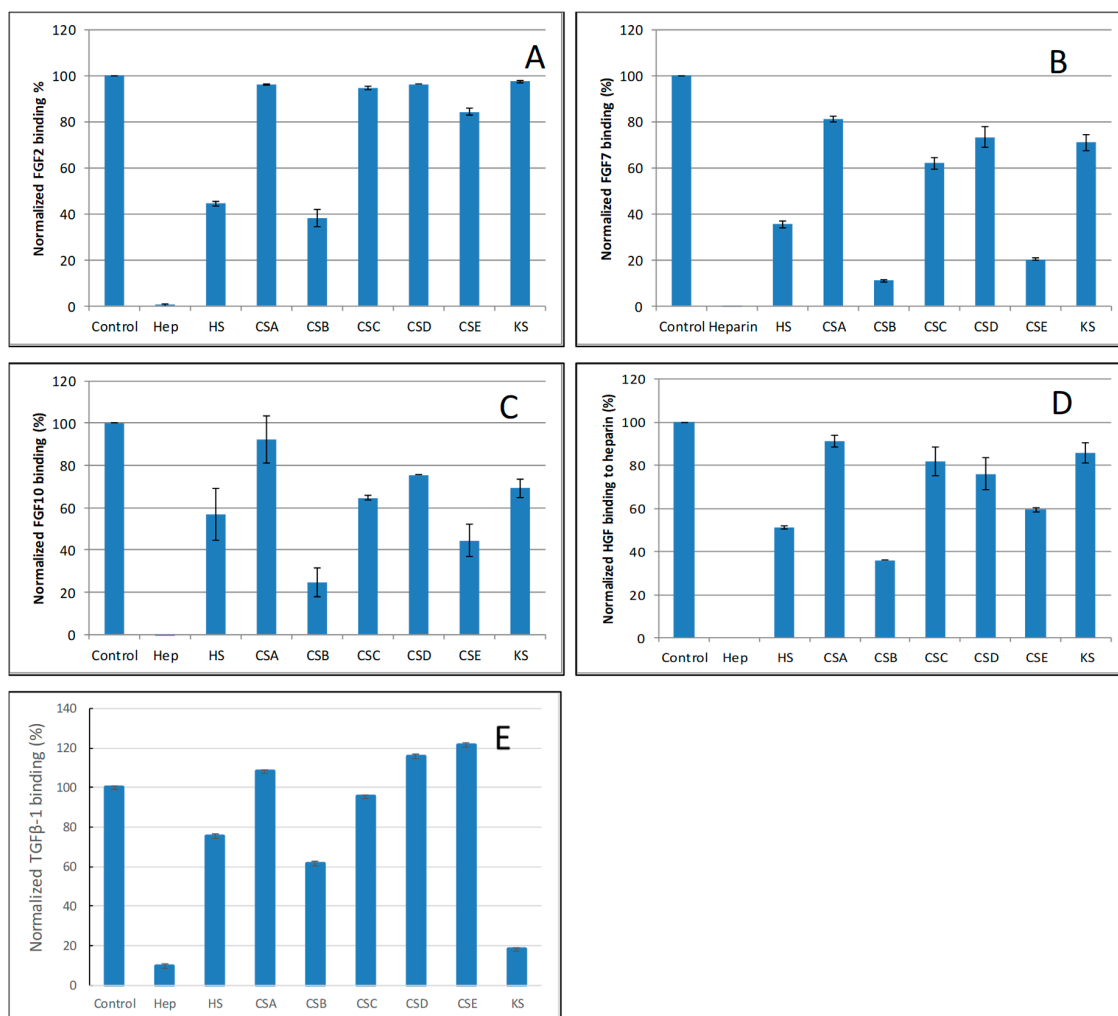 A
Normalized FGF2 binding %
120
100
80
60
40
20
0
Control Hep HS CSA CSB CSC CSD CSE KS
B
Normalized FGF7 binding (%)
120
100
80
60
40
20
0
Control Heparin HS CSA CSB CSC CSD CSE KS
C
Normalized FGF10 binding (%)
120
100
80
60
40
20
0
Control Hep HS CSA CSB CSC CSD CSE KS
D
Normalized HGF binding to heparin (%)
120
100
80
60
40
20
0
Control Hep HS CSA CSB CSC CSD CSE KS
E
Normalized TGFβ-1 binding (%)
140
120
100
80
60
40
20
0
Control Hep HS CSA CSB CSC CSD CSE KS